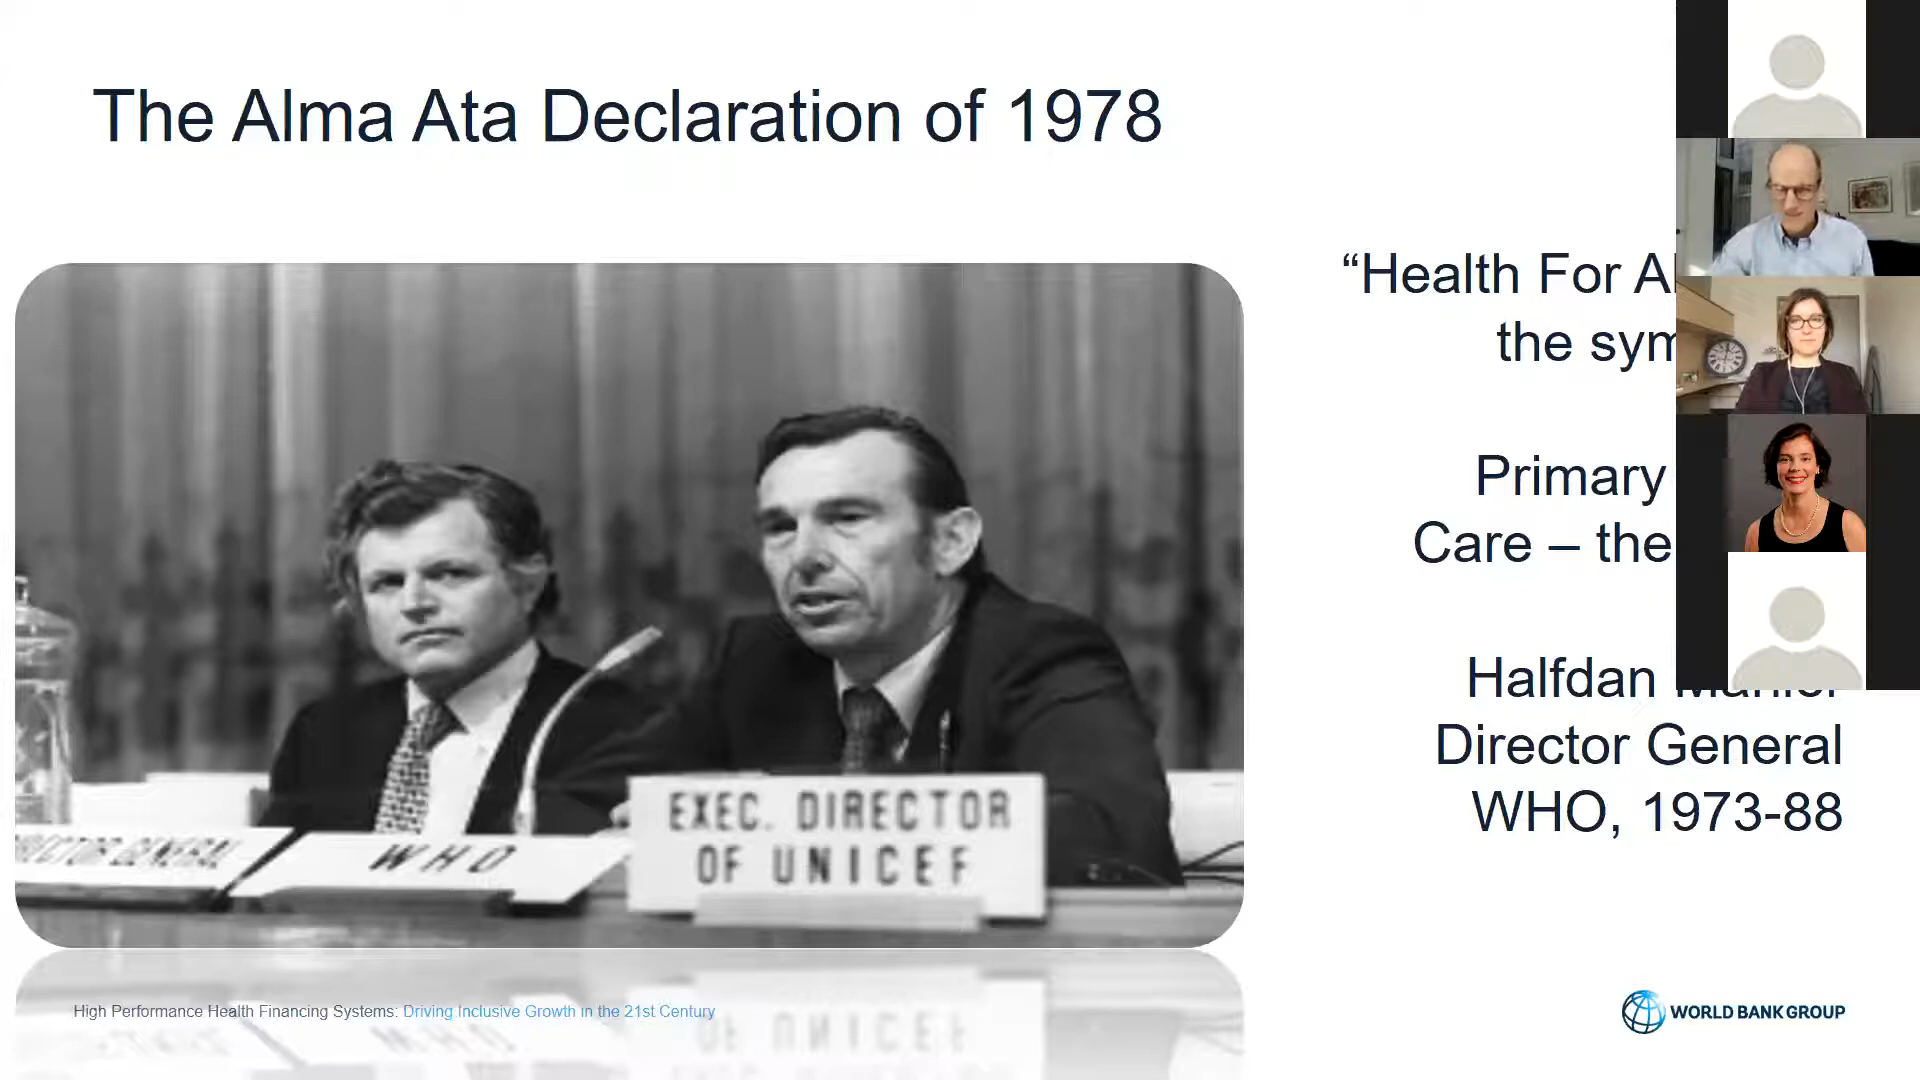 The Alma Ata Declaration of 1978
“Health For Al
the sym
Primary
Care – the
Halfdan
Director General
WHO, 1973-88
WHO
EXEC. DIRECTOR
OF UNICEF
High Performance Health Financing Systems: Driving Inclusive Growth in the 21st Century
WORLD BANK GROUP